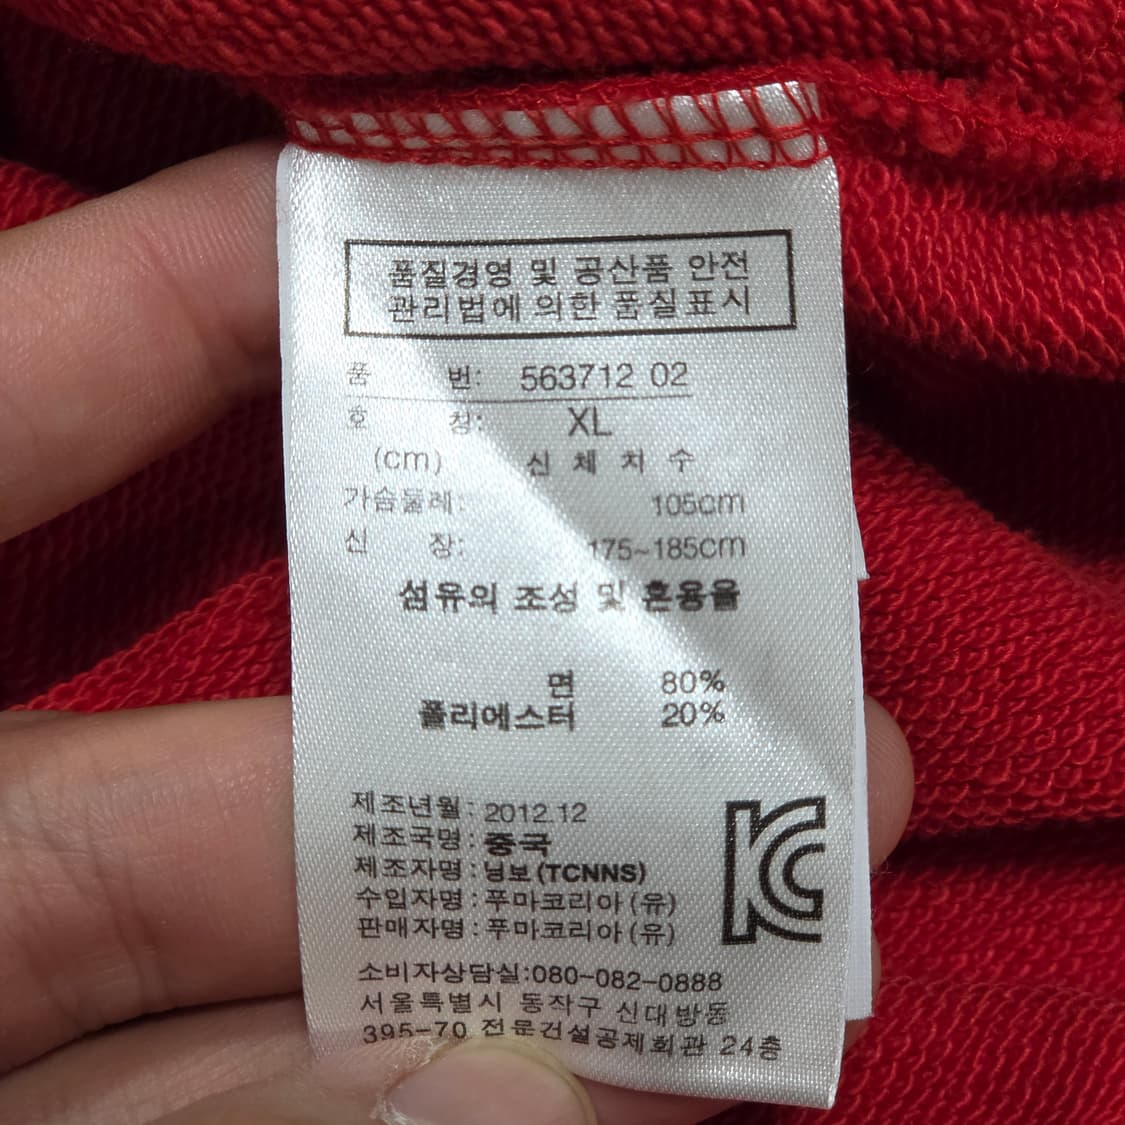 품질경영 및 공산품 안전
관리법에 의한 품질표시
품 번: 563712 02
호 칭: XL
(cm) 신 체 치 수
가슴둘레: 105cm
신 장: 175~185cm
섬유의 조성 및 혼용율
면 80%
폴리에스터 20%
제조년월: 2012.12
제조국명: 중국
제조자명: 닝보(TCNNS)
수입자명: 푸마코리아(유)
판매자명: 푸마코리아(유)
소비자상담실:080-082-0888
서울특별시 동작구 신대방동
395-70 전문건설공제회관 24층